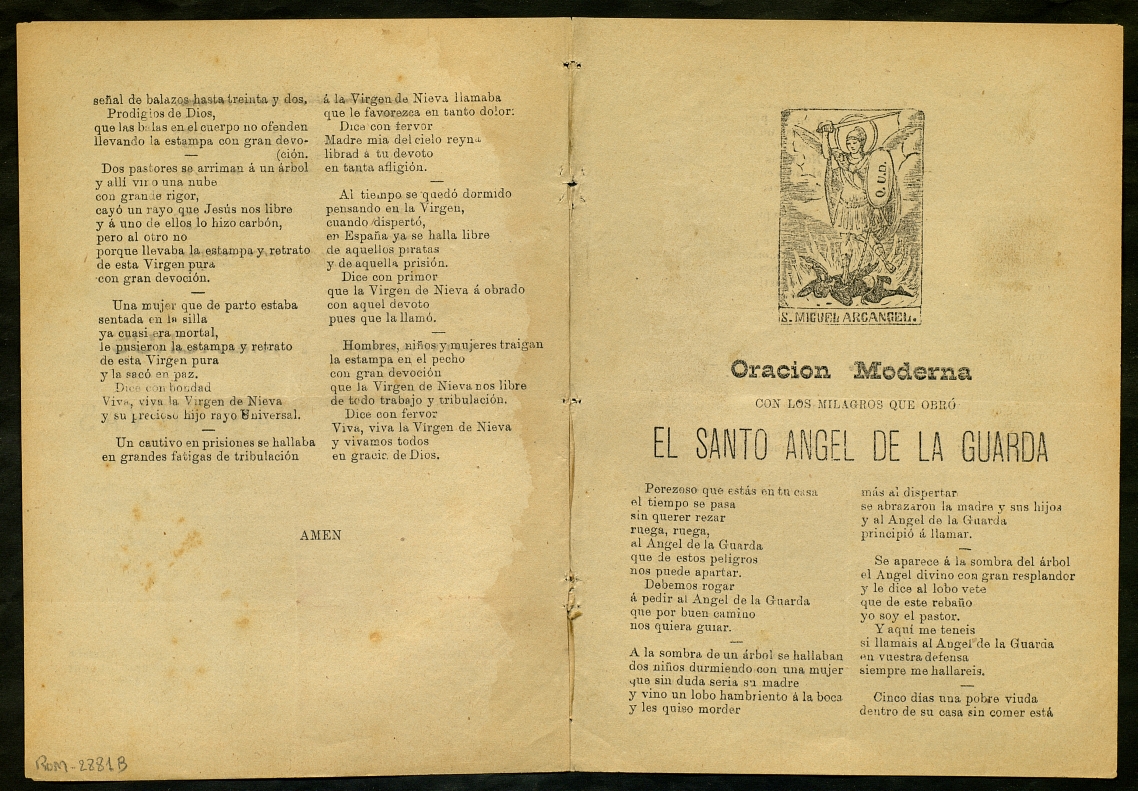 señal de balazos hasta treinta y dos,
Prodigios de Dios,
que las balas en el cuerpo no ofenden
llevando la estampa con gran devo-
(ción.
Dos pastores se arriman á un árbol
y allí vino una nube
con grande rigor,
cayó un rayo que Jesús nos libre
y á uno de ellos lo hizo carbón,
pero al otro no
porque llevaba la estampa y retrato
de esta Virgen pura
con gran devoción.
Una mujer que de parto estaba
sentada en la silla
ya cuasi era mortal,
le pusieron la estampa y retrato
de esta Virgen pura
y la sacó en paz.
Dice con bondad
Viva, viva la Virgen de Nieva
y su precioso hijo rayo Universal.
Un cautivo en prisiones se hallaba
en grandes fatigas de tribulación
á la Virgen de Nieva llamaba
que le favorezca en tanto dolor:
Dice con fervor
Madre mia del cielo reyna
librad á tu devoto
en tanta afligión.
Al tiempo se quedó dormido
pensando en la Virgen,
cuando dispertó,
en España ya se halla libre
de aquellos piratas
y de aquella prisión.
Dice con primor
que la Virgen de Nieva á obrado
con aquel devoto
pues que la llamó.
Hombres, niños y mujeres traigan
la estampa en el pecho
con gran devoción
que la Virgen de Nieva nos libre
de todo trabajo y tribulación.
Dice con fervor
Viva, viva la Virgen de Nieva
y vivamos todos
en gracia de Dios.
AMEN
ROM-2881B
Q.U.D.
S. MIGUEL ARCANGEL.
Oracion Moderna
CON LOS MILAGROS QUE OBRÓ
EL SANTO ANGEL DE LA GUARDA
Perezoso que estás en tu casa
el tiempo se pasa
sin querer rezar
ruega, ruega,
al Angel de la Guarda
que de estos peligros
nos puede apartar.
Debemos rogar
á pedir al Angel de la Guarda
que por buen camino
nos quiera guiar.
A la sombra de un árbol se hallaban
dos niños durmiendo con una mujer
que sin duda seria su madre
y vino un lobo hambriento á la boca
y les quiso morder
más al dispertar
se abrazaron la madre y sus hijos
y al Angel de la Guarda
principió á llamar.
Se aparece á la sombra del árbol
el Angel divino con gran resplandor
y le dice al lobo vete
que de este rebaño
yo soy el pastor.
Y aquí me teneis
si llamais al Angel de la Guarda
en vuestra defensa
siempre me hallareis.
Cinco dias una pobre viuda
dentro de su casa sin comer está